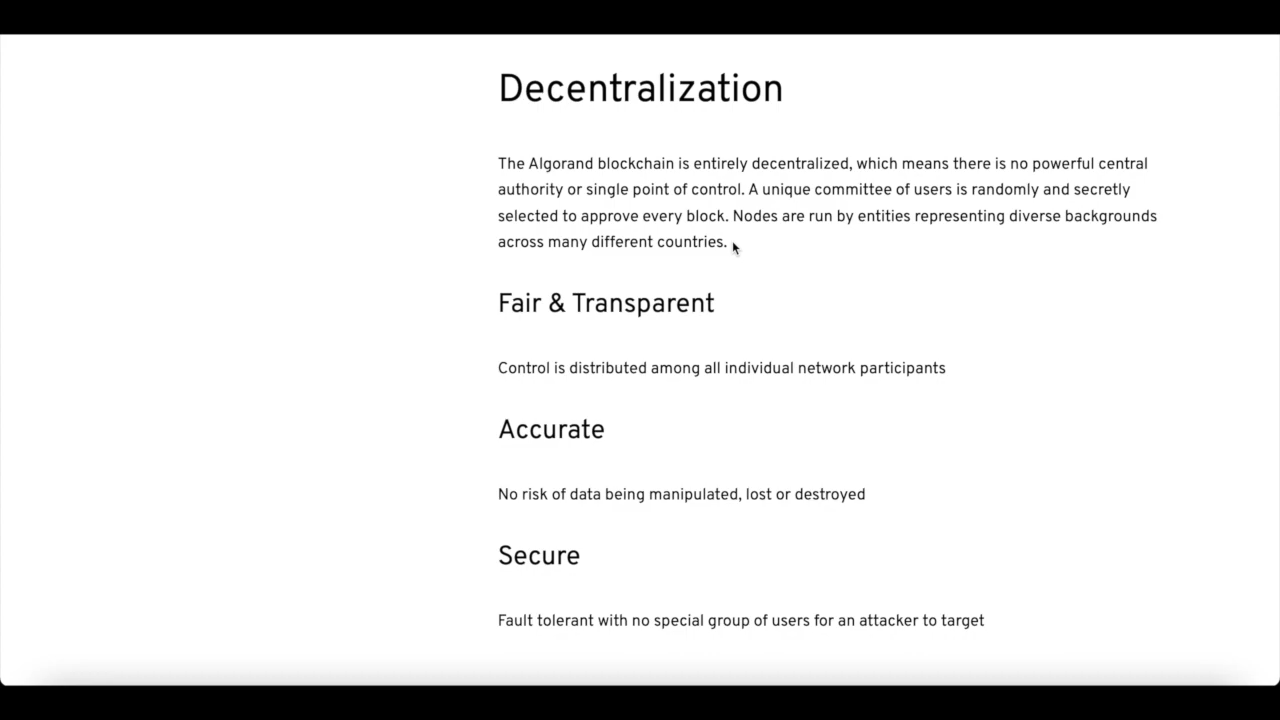 Decentralization
The Algorand blockchain is entirely decentralized, which means there is no powerful central
authority or single point of control. A unique committee of users is randomly and secretly
selected to approve every block. Nodes are run by entities representing diverse backgrounds
across many different countries.
Fair & Transparent
Control is distributed among all individual network participants
Accurate
No risk of data being manipulated, lost or destroyed
Secure
Fault tolerant with no special group of users for an attacker to target